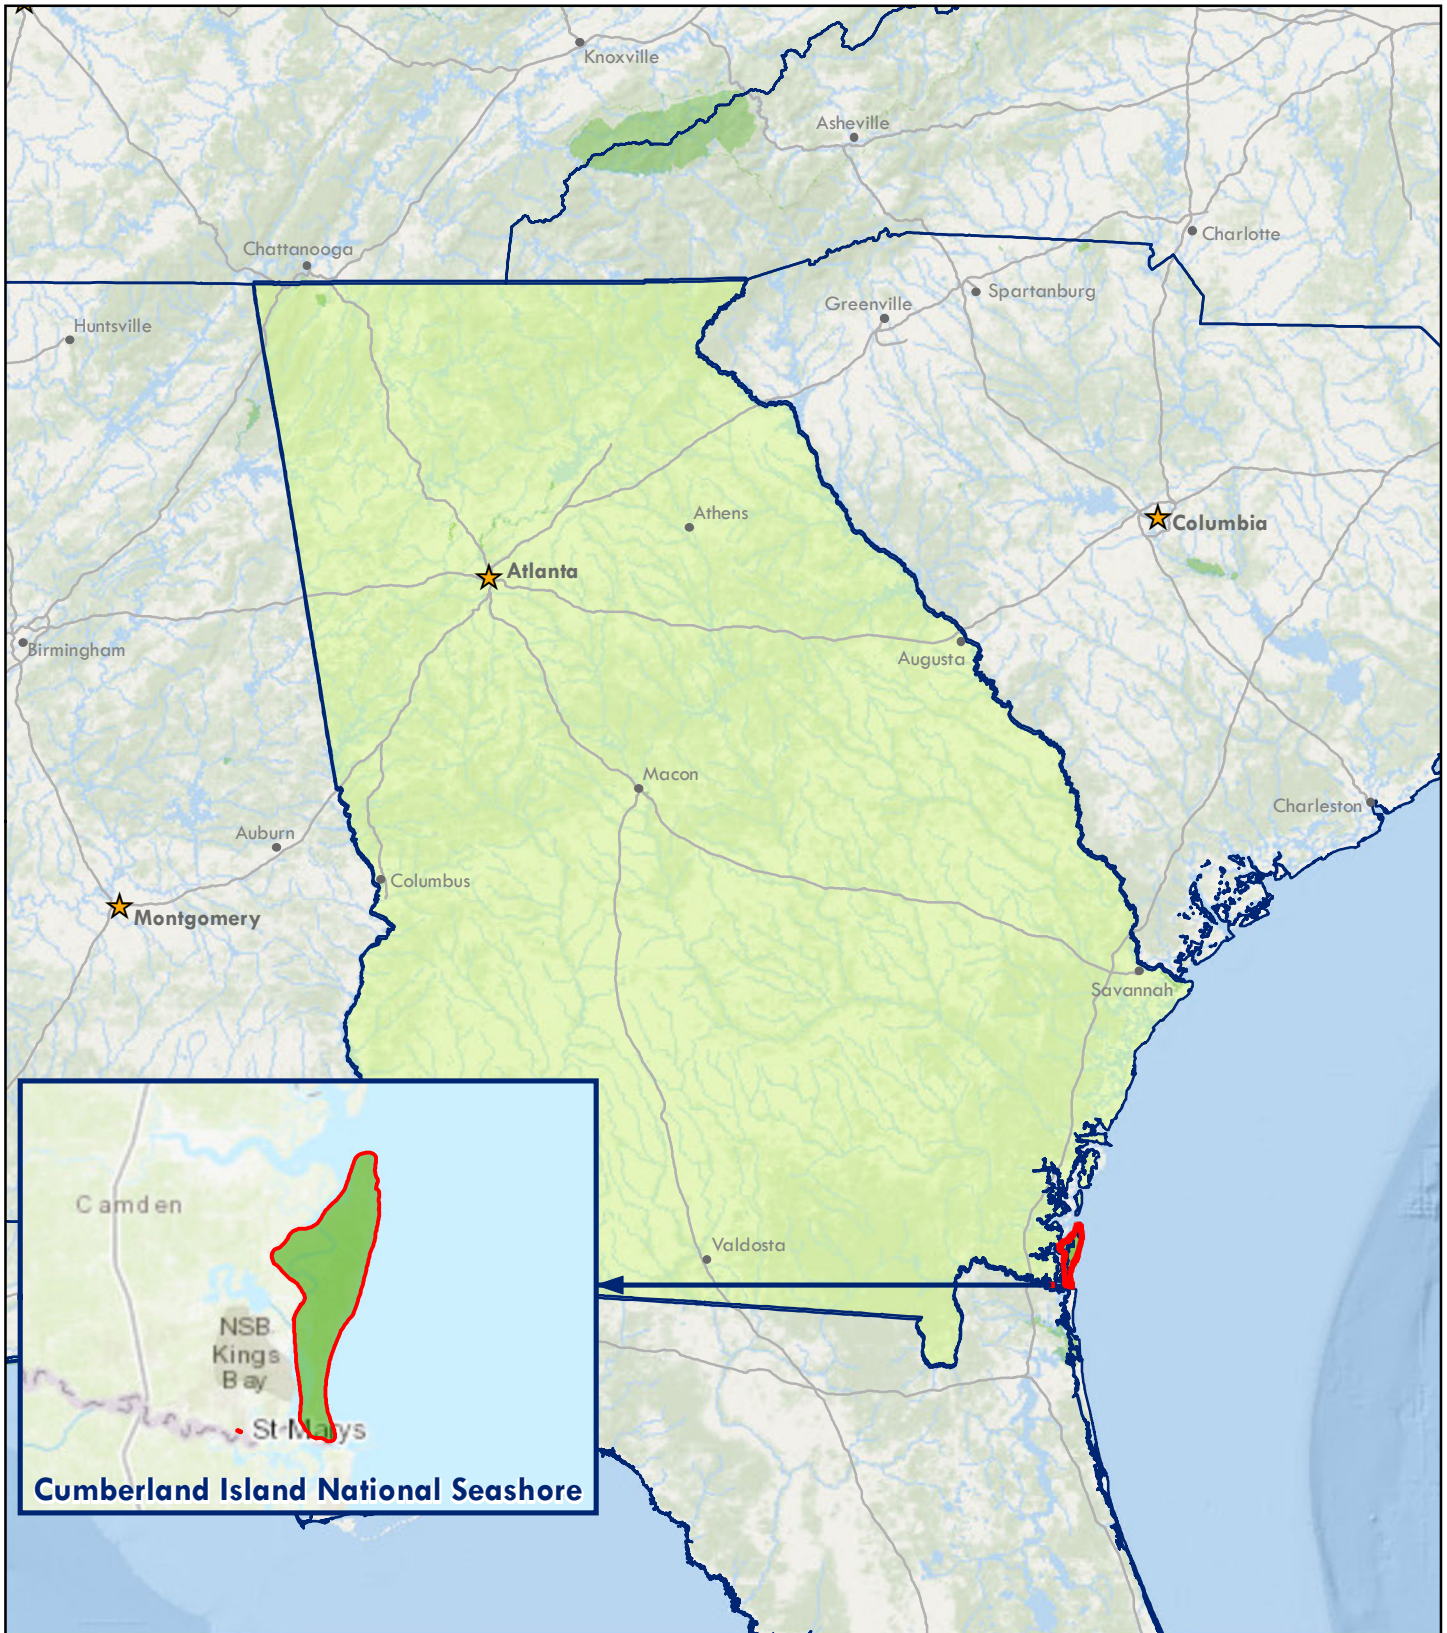 Knoxville
Asheville
Charlotte
Chattanooga
Spartanburg
Greenville
Huntsville
Athens
Columbia
Atlanta
Birmingham
Augusta
Macon
Charleston
Auburn
Columbus
Montgomery
Savannah
Camden
Valdosta
NSB
Kings
Bay
St Marys
Cumberland Island National Seashore